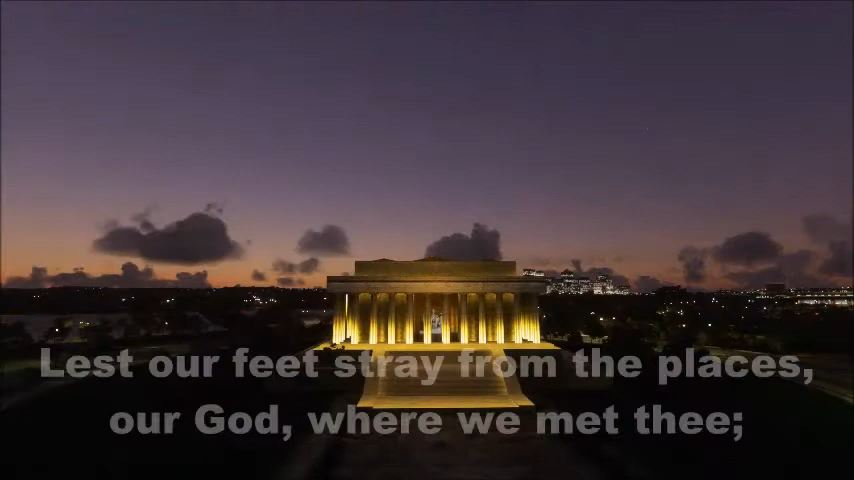 Lest our feet stray from the places,
our God, where we met thee;